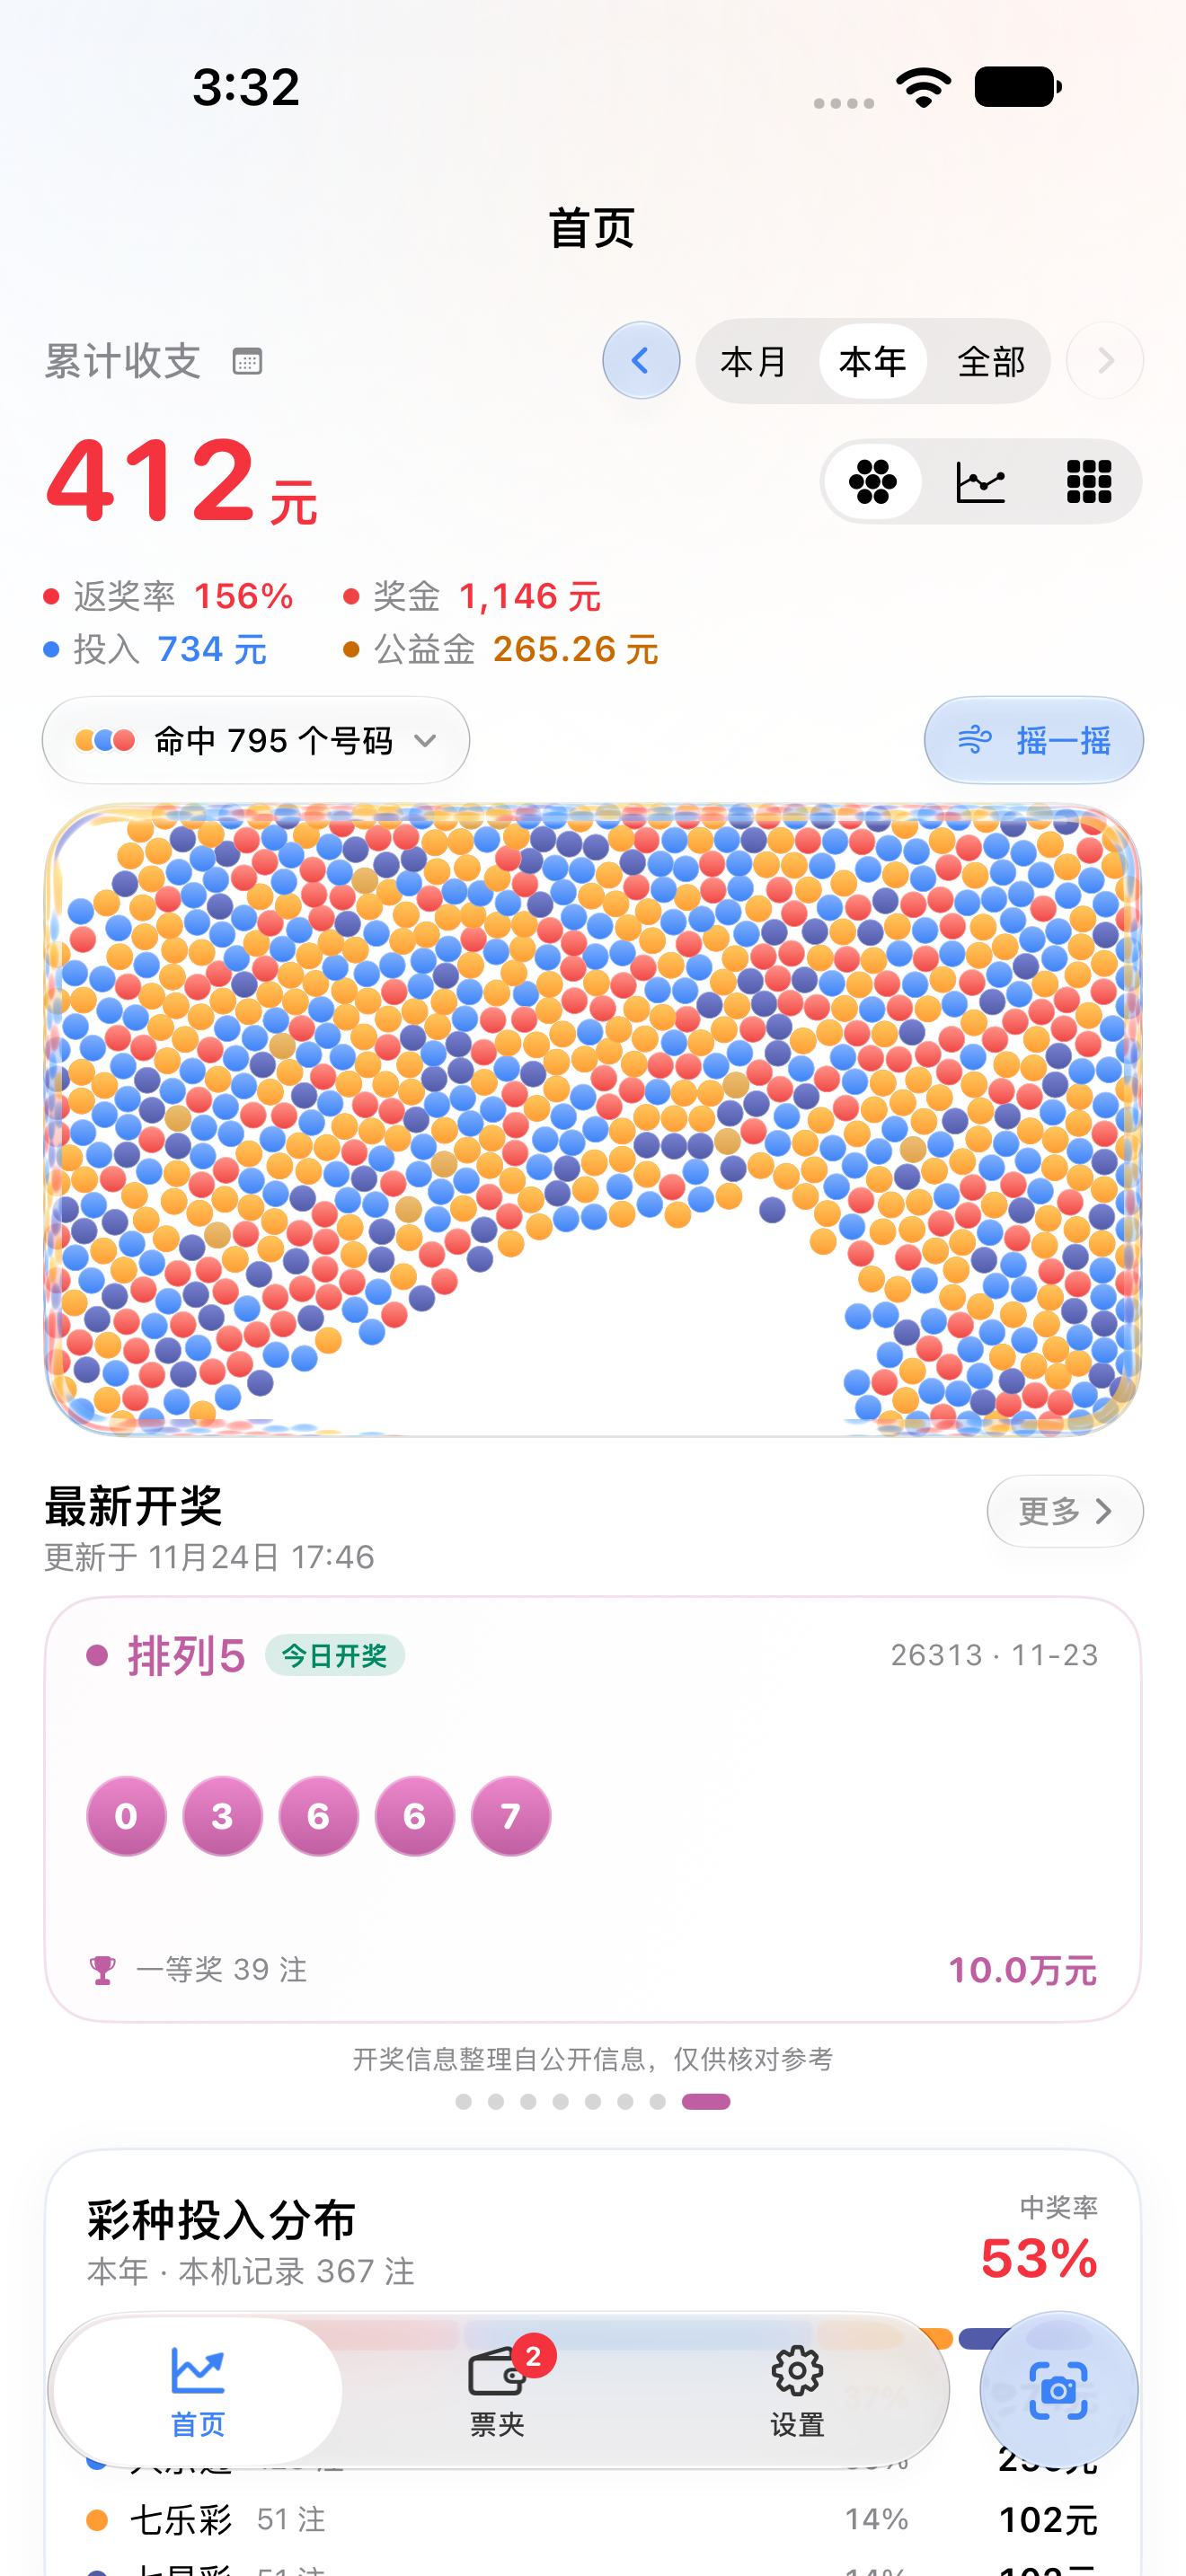 3:32
首页
累计收支
本月 本年 全部
412 元
返奖率 156% 奖金 1,146 元
投入 734 元 公益金 265.26 元
命中 795 个号码 摇一摇
最新开奖 更多
更新于 11月24日 17:46
排列5 今日开奖 26313 · 11-23
0 3 6 6 7
一等奖 39 注 10.0万元
开奖信息整理自公开信息，仅供核对参考
彩种投入分布 中奖率
本年 · 本机记录 367 注 53%
2
首页 票夹 设置
七乐彩 51 注 14% 102元